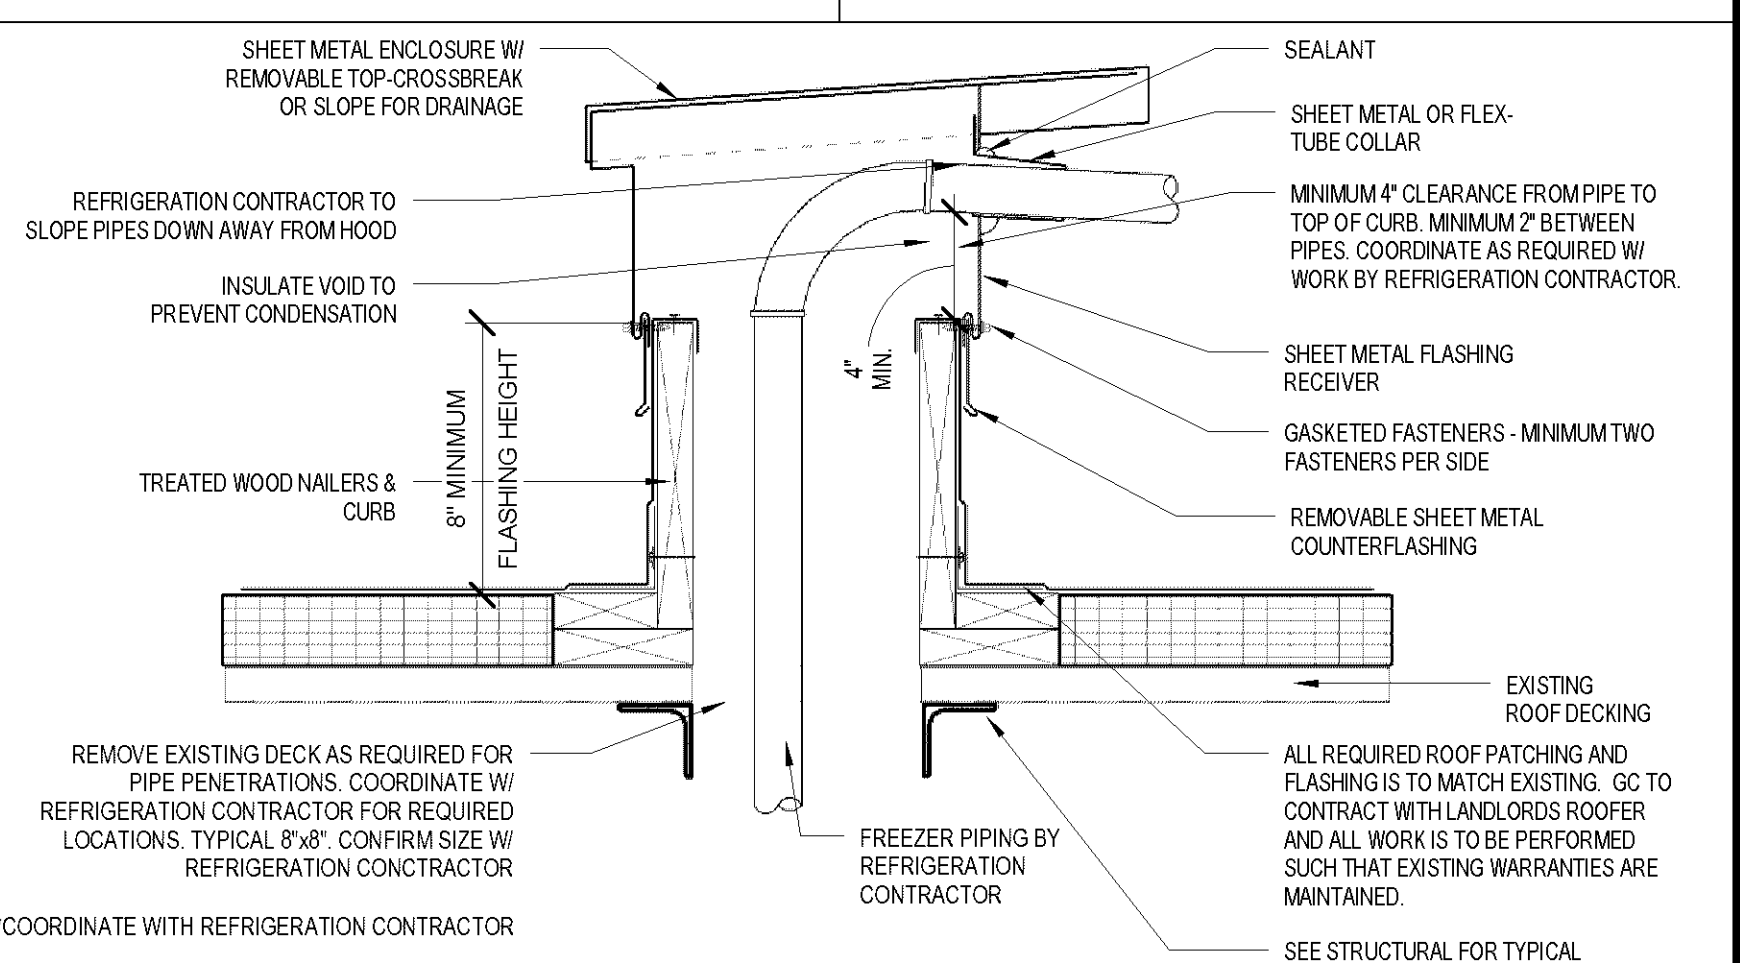 SHEET METAL ENCLOSURE W/
REMOVABLE TOP-CROSSBREAK
OR SLOPE FOR DRAINAGE
REFRIGERATION CONTRACTOR TO
SLOPE PIPES DOWN AWAY FROM HOOD
INSULATE VOID TO
PREVENT CONDENSATION
8" MINIMUM
FLASHING HEIGHT
TREATED WOOD NAILERS &
CURB
REMOVE EXISTING DECK AS REQUIRED FOR
PIPE PENETRATIONS. COORDINATE W/
REFRIGERATION CONTRACTOR FOR REQUIRED
LOCATIONS. TYPICAL 8"x8". CONFIRM SIZE W/
REFRIGERATION CONCTRACTOR
*COORDINATE WITH REFRIGERATION CONTRACTOR
4"
MIN.
FREEZER PIPING BY
REFRIGERATION
CONTRACTOR
SEALANT
SHEET METAL OR FLEX-
TUBE COLLAR
MINIMUM 4" CLEARANCE FROM PIPE TO
TOP OF CURB. MINIMUM 2" BETWEEN
PIPES. COORDINATE AS REQUIRED W/
WORK BY REFRIGERATION CONTRACTOR.
SHEET METAL FLASHING
RECEIVER
GASKETED FASTENERS - MINIMUM TWO
FASTENERS PER SIDE
REMOVABLE SHEET METAL
COUNTERFLASHING
EXISTING
ROOF DECKING
ALL REQUIRED ROOF PATCHING AND
FLASHING IS TO MATCH EXISTING. GC TO
CONTRACT WITH LANDLORDS ROOFER
AND ALL WORK IS TO BE PERFORMED
SUCH THAT EXISTING WARRANTIES ARE
MAINTAINED.
SEE STRUCTURAL FOR TYPICAL